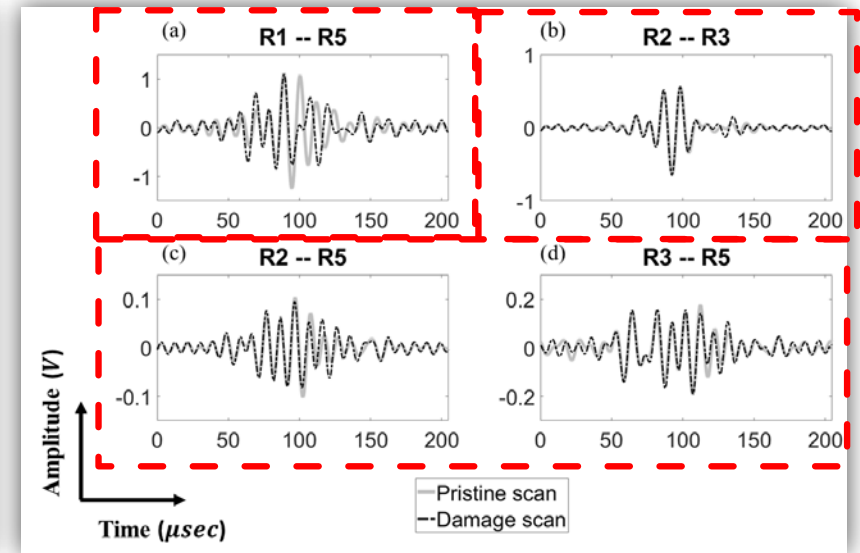 (a) R1 -- R5
1
0
-1
0 50 100 150 200
(b) R2 -- R3
1
0
-1
0 50 100 150 200
(c) R2 -- R5
0.1
0
-0.1
0 50 100 150 200
(d) R3 -- R5
0.2
0
-0.2
0 50 100 150 200
Amplitude (V)
Time (μsec)
Pristine scan
Damage scan